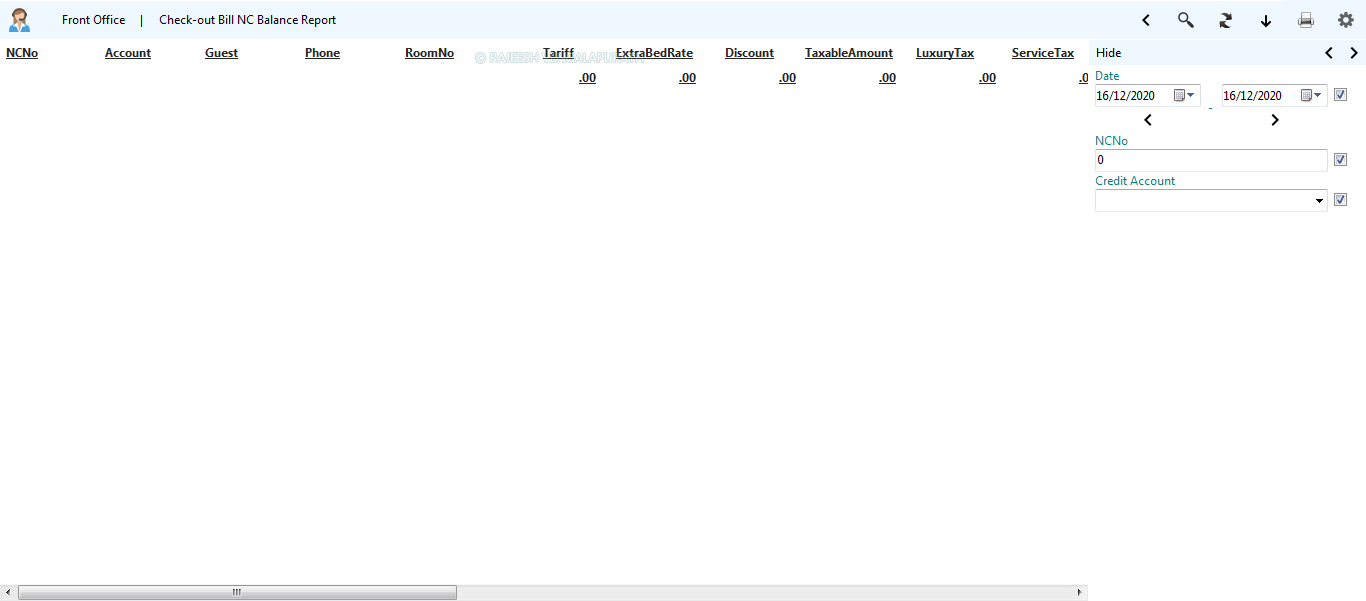 Front Office | Check-out Bill NC Balance Report
NCNo Account Guest Phone RoomNo Tariff ExtraBedRate Discount TaxableAmount LuxuryTax ServiceTax
© RAJEESH
.00 .00 .00 .00 .00 .0
Hide
Date
16/12/2020 - 16/12/2020
NCNo
0
Credit Account